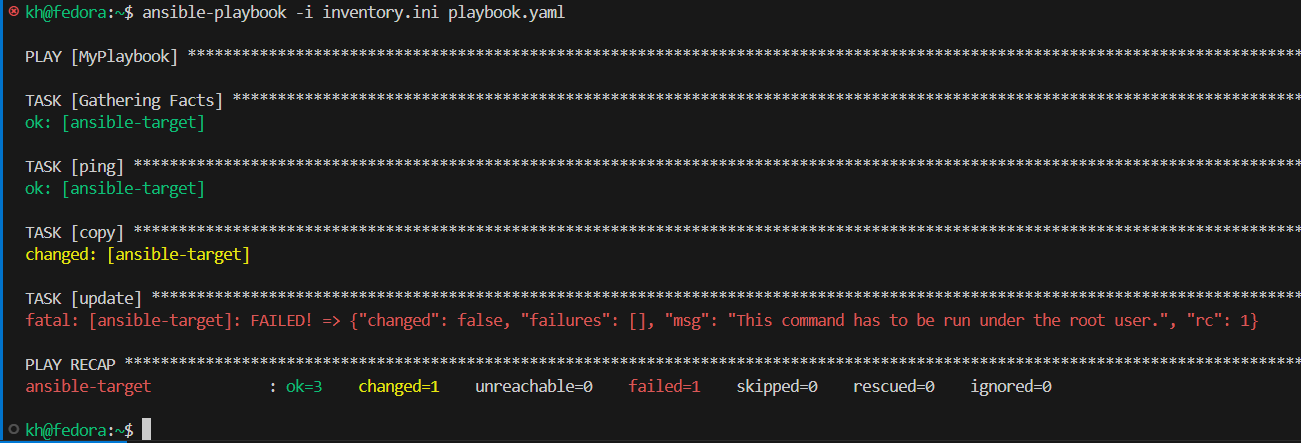 kh@fedora:~$ ansible-playbook -i inventory.ini playbook.yaml
PLAY [MyPlaybook] ****************************************************************************************************************************
TASK [Gathering Facts] ***********************************************************************************************************************
ok: [ansible-target]
TASK [ping] **********************************************************************************************************************************
ok: [ansible-target]
TASK [copy] **********************************************************************************************************************************
changed: [ansible-target]
TASK [update] ********************************************************************************************************************************
fatal: [ansible-target]: FAILED! => {"changed": false, "failures": [], "msg": "This command has to be run under the root user.", "rc": 1}
PLAY RECAP ***********************************************************************************************************************************
ansible-target             : ok=3    changed=1    unreachable=0    failed=1    skipped=0    rescued=0    ignored=0
kh@fedora:~$